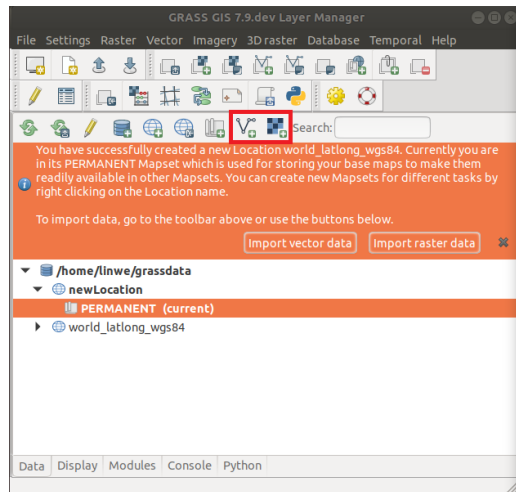 GRASS GIS 7.9.dev Layer Manager
File Settings Raster Vector Imagery 3D raster Database Temporal Help
Search:
You have successfully created a new Location world_latlong_wgs84. Currently you are
in its PERMANENT Mapset which is used for storing your base maps to make them
readily available in other Mapsets. You can create new Mapsets for different tasks by
right clicking on the Location name.
To import data, go to the toolbar above or use the buttons below.
Import vector data Import raster data
/home/linwe/grassdata
newLocation
PERMANENT (current)
world_latlong_wgs84
Data Display Modules Console Python